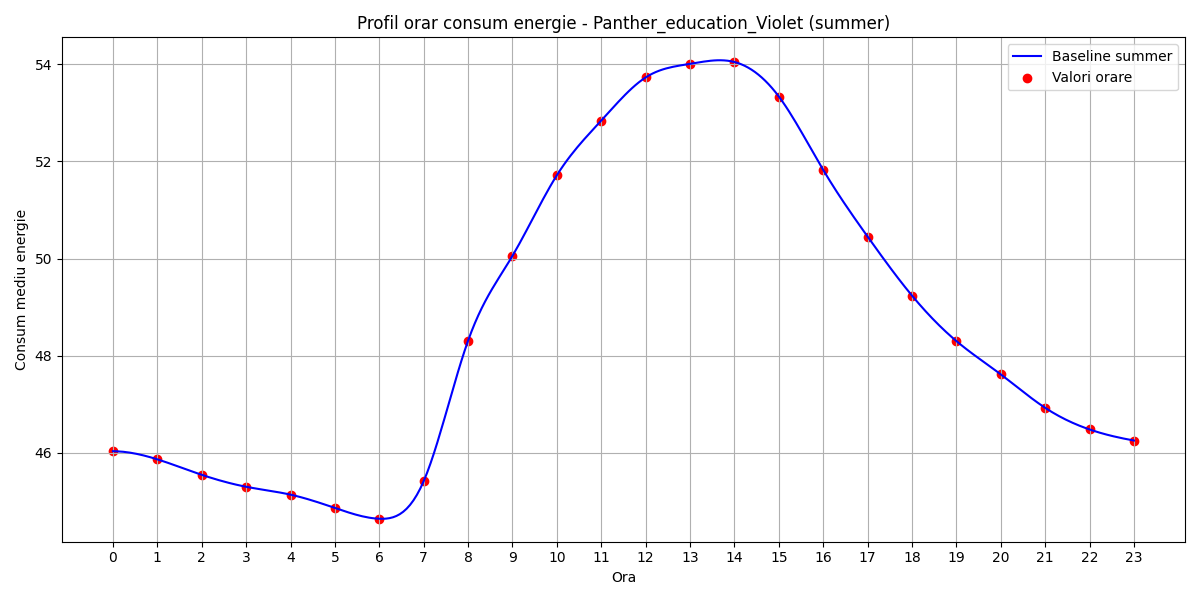 Profil orar consum energie - Panther_education_Violet (summer)
Baseline summer
Valori orare
54
52
50
48
46
Consum mediu energie
0 1 2 3 4 5 6 7 8 9 10 11 12 13 14 15 16 17 18 19 20 21 22 23
Ora